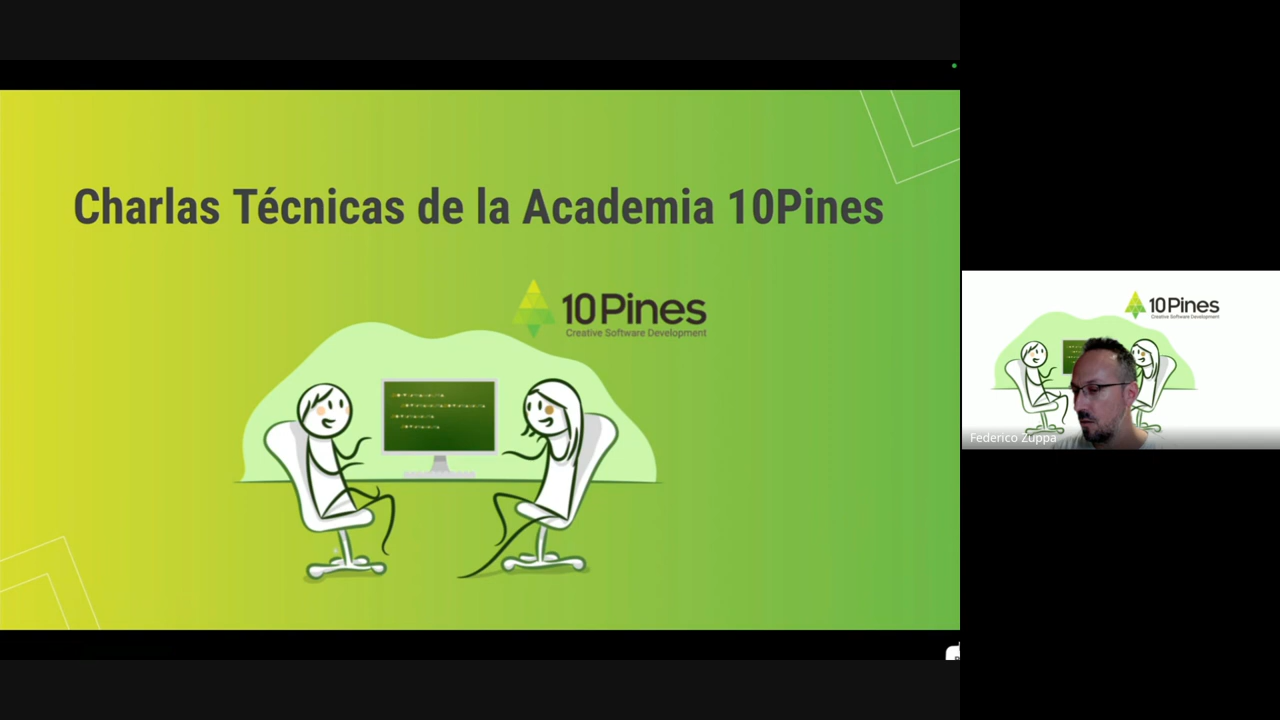 Charlas Técnicas de la Academia 10Pines
10Pines
Creative Software Development
10Pines
Creative Software Development
Federico Zuppa